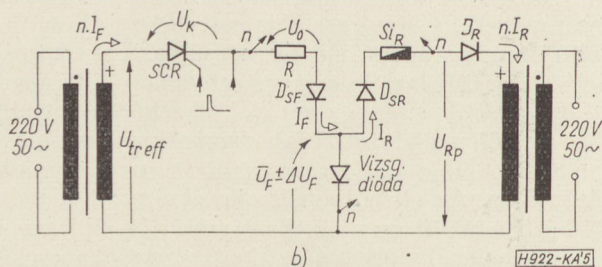 n.I_F
U_K
SCR
n
U_0
R
Si_R
n
D_R
n.I_R
+
+
D_SF
D_SR
I_F
I_R
220 V
50~
U_treff
U̅_F ± ΔU_F
Vizsg.
dióda
n
U_Rp
220 V
50~
b)
H922-KA'5